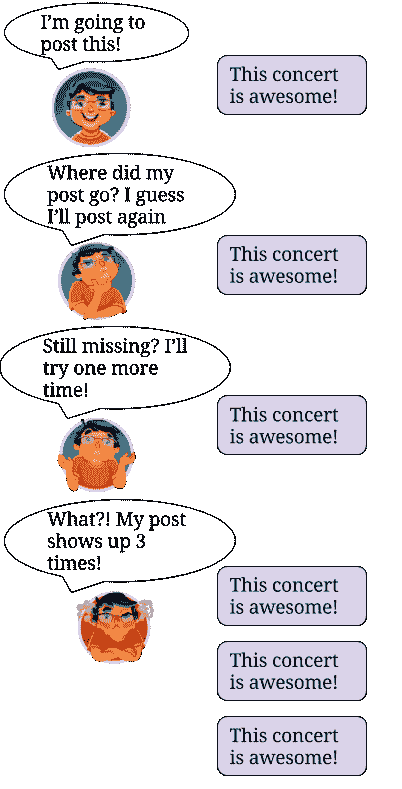 I’m going to
post this!
This concert
is awesome!
Where did my
post go? I guess
I’ll post again
This concert
is awesome!
Still missing? I’ll
try one more
time!
This concert
is awesome!
What?! My post
shows up 3
times!
This concert
is awesome!
This concert
is awesome!
This concert
is awesome!